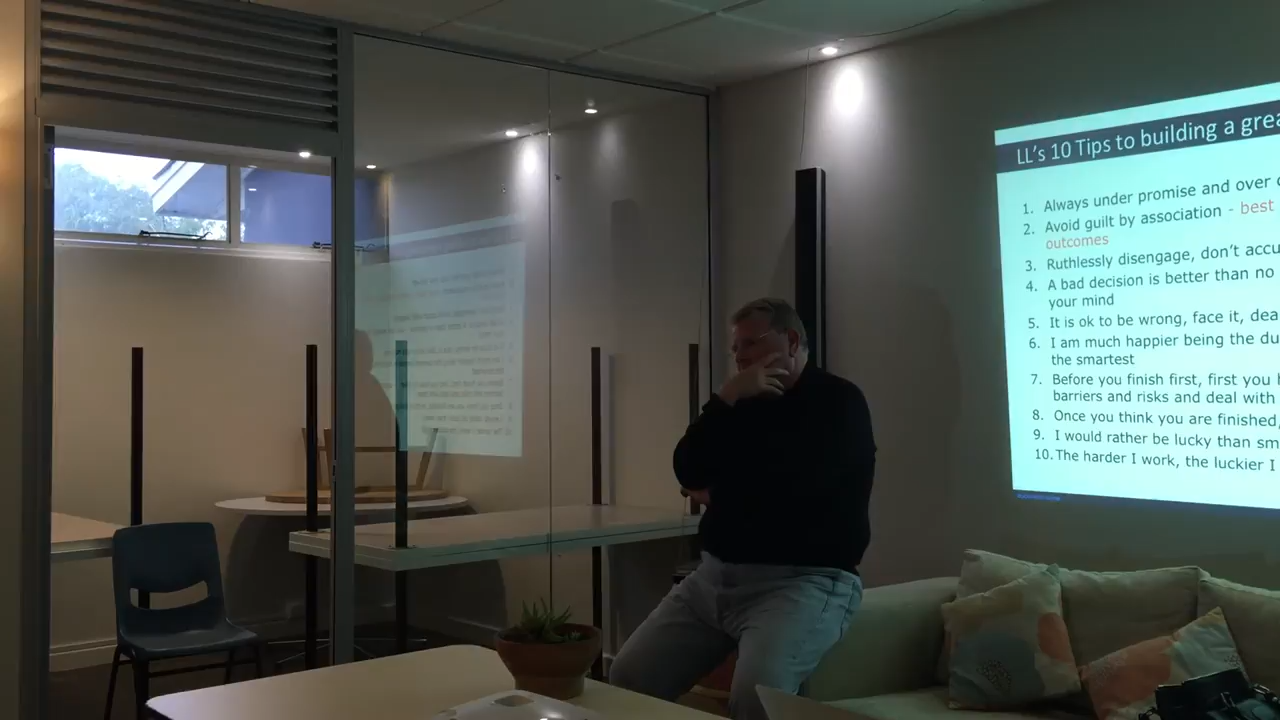 LL's 10 Tips to building a grea
1. Always under promise and over
2. Avoid guilt by association - best
outcomes
3. Ruthlessly disengage, don't accu
4. A bad decision is better than no
your mind
5. It is ok to be wrong, face it, dea
6. I am much happier being the du
the smartest
7. Before you finish first, first you
barriers and risks and deal with
8. Once you think you are finished,
9. I would rather be lucky than sm
10. The harder I work, the luckier I